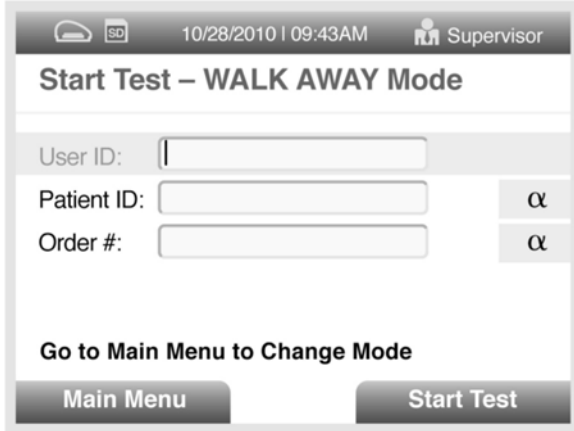 SD 10/28/2010 | 09:43AM Supervisor
Start Test – WALK AWAY Mode
User ID:
Patient ID: α
Order #: α
Go to Main Menu to Change Mode
Main Menu Start Test